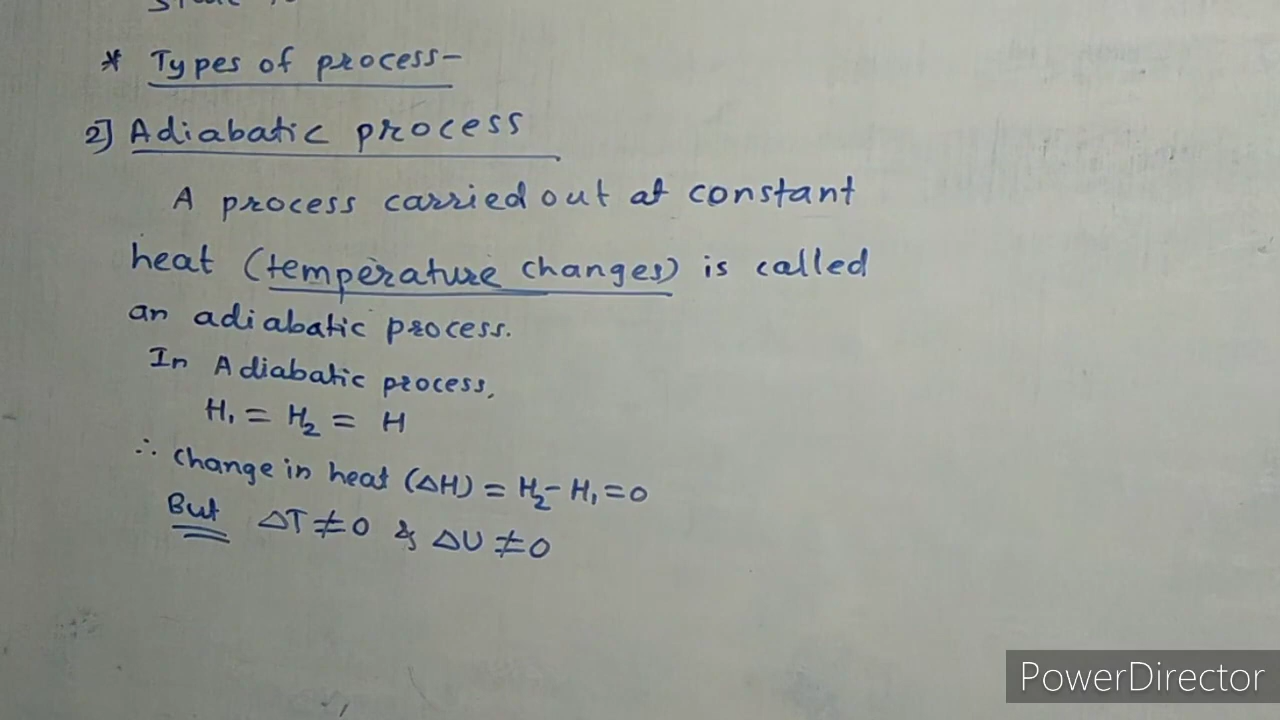 * Types of process-
2] Adiabatic process
A process carried out at constant
heat (temperature changes) is called
an adiabatic process.
In Adiabatic process,
H₁ = H₂ = H
∴ change in heat (ΔH) = H₂ - H₁ = 0
But ΔT ≠ 0 & ΔU ≠ 0
PowerDirector